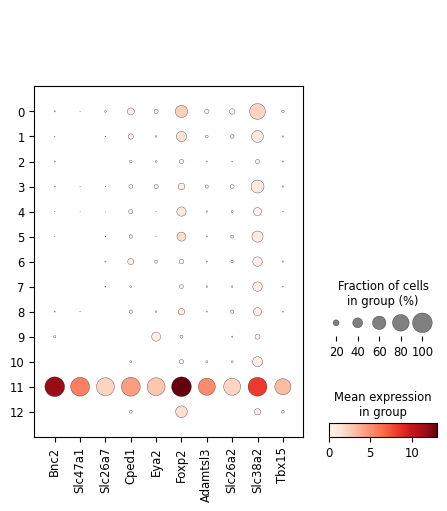 0
1
2
3
4
5
6
7
8
9
10
11
12
Bnc2
Slc47a1
Slc26a7
Cped1
Eya2
Foxp2
Adamtsl3
Slc26a2
Slc38a2
Tbx15
Fraction of cells
in group (%)
20 40 60 80 100
Mean expression
in group
0 5 10